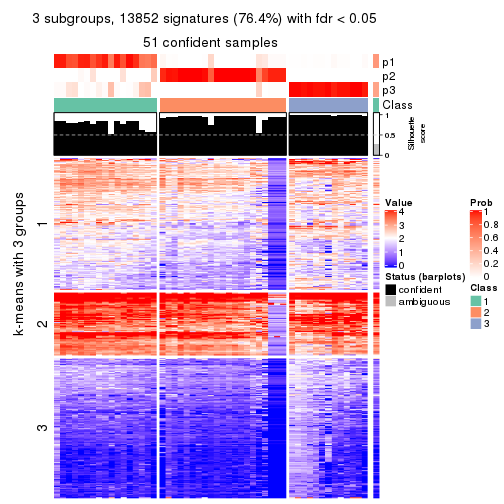 3 subgroups, 13852 signatures (76.4%) with fdr < 0.05
51 confident samples
p1
p2
p3
Class
1
0.5
0
Silhouette
score
k-means with 3 groups
1
2
3
Value
4
3
2
1
0
Status (barplots)
confident
ambiguous
Prob
1
0.8
0.6
0.4
0.2
0
Class
1
2
3